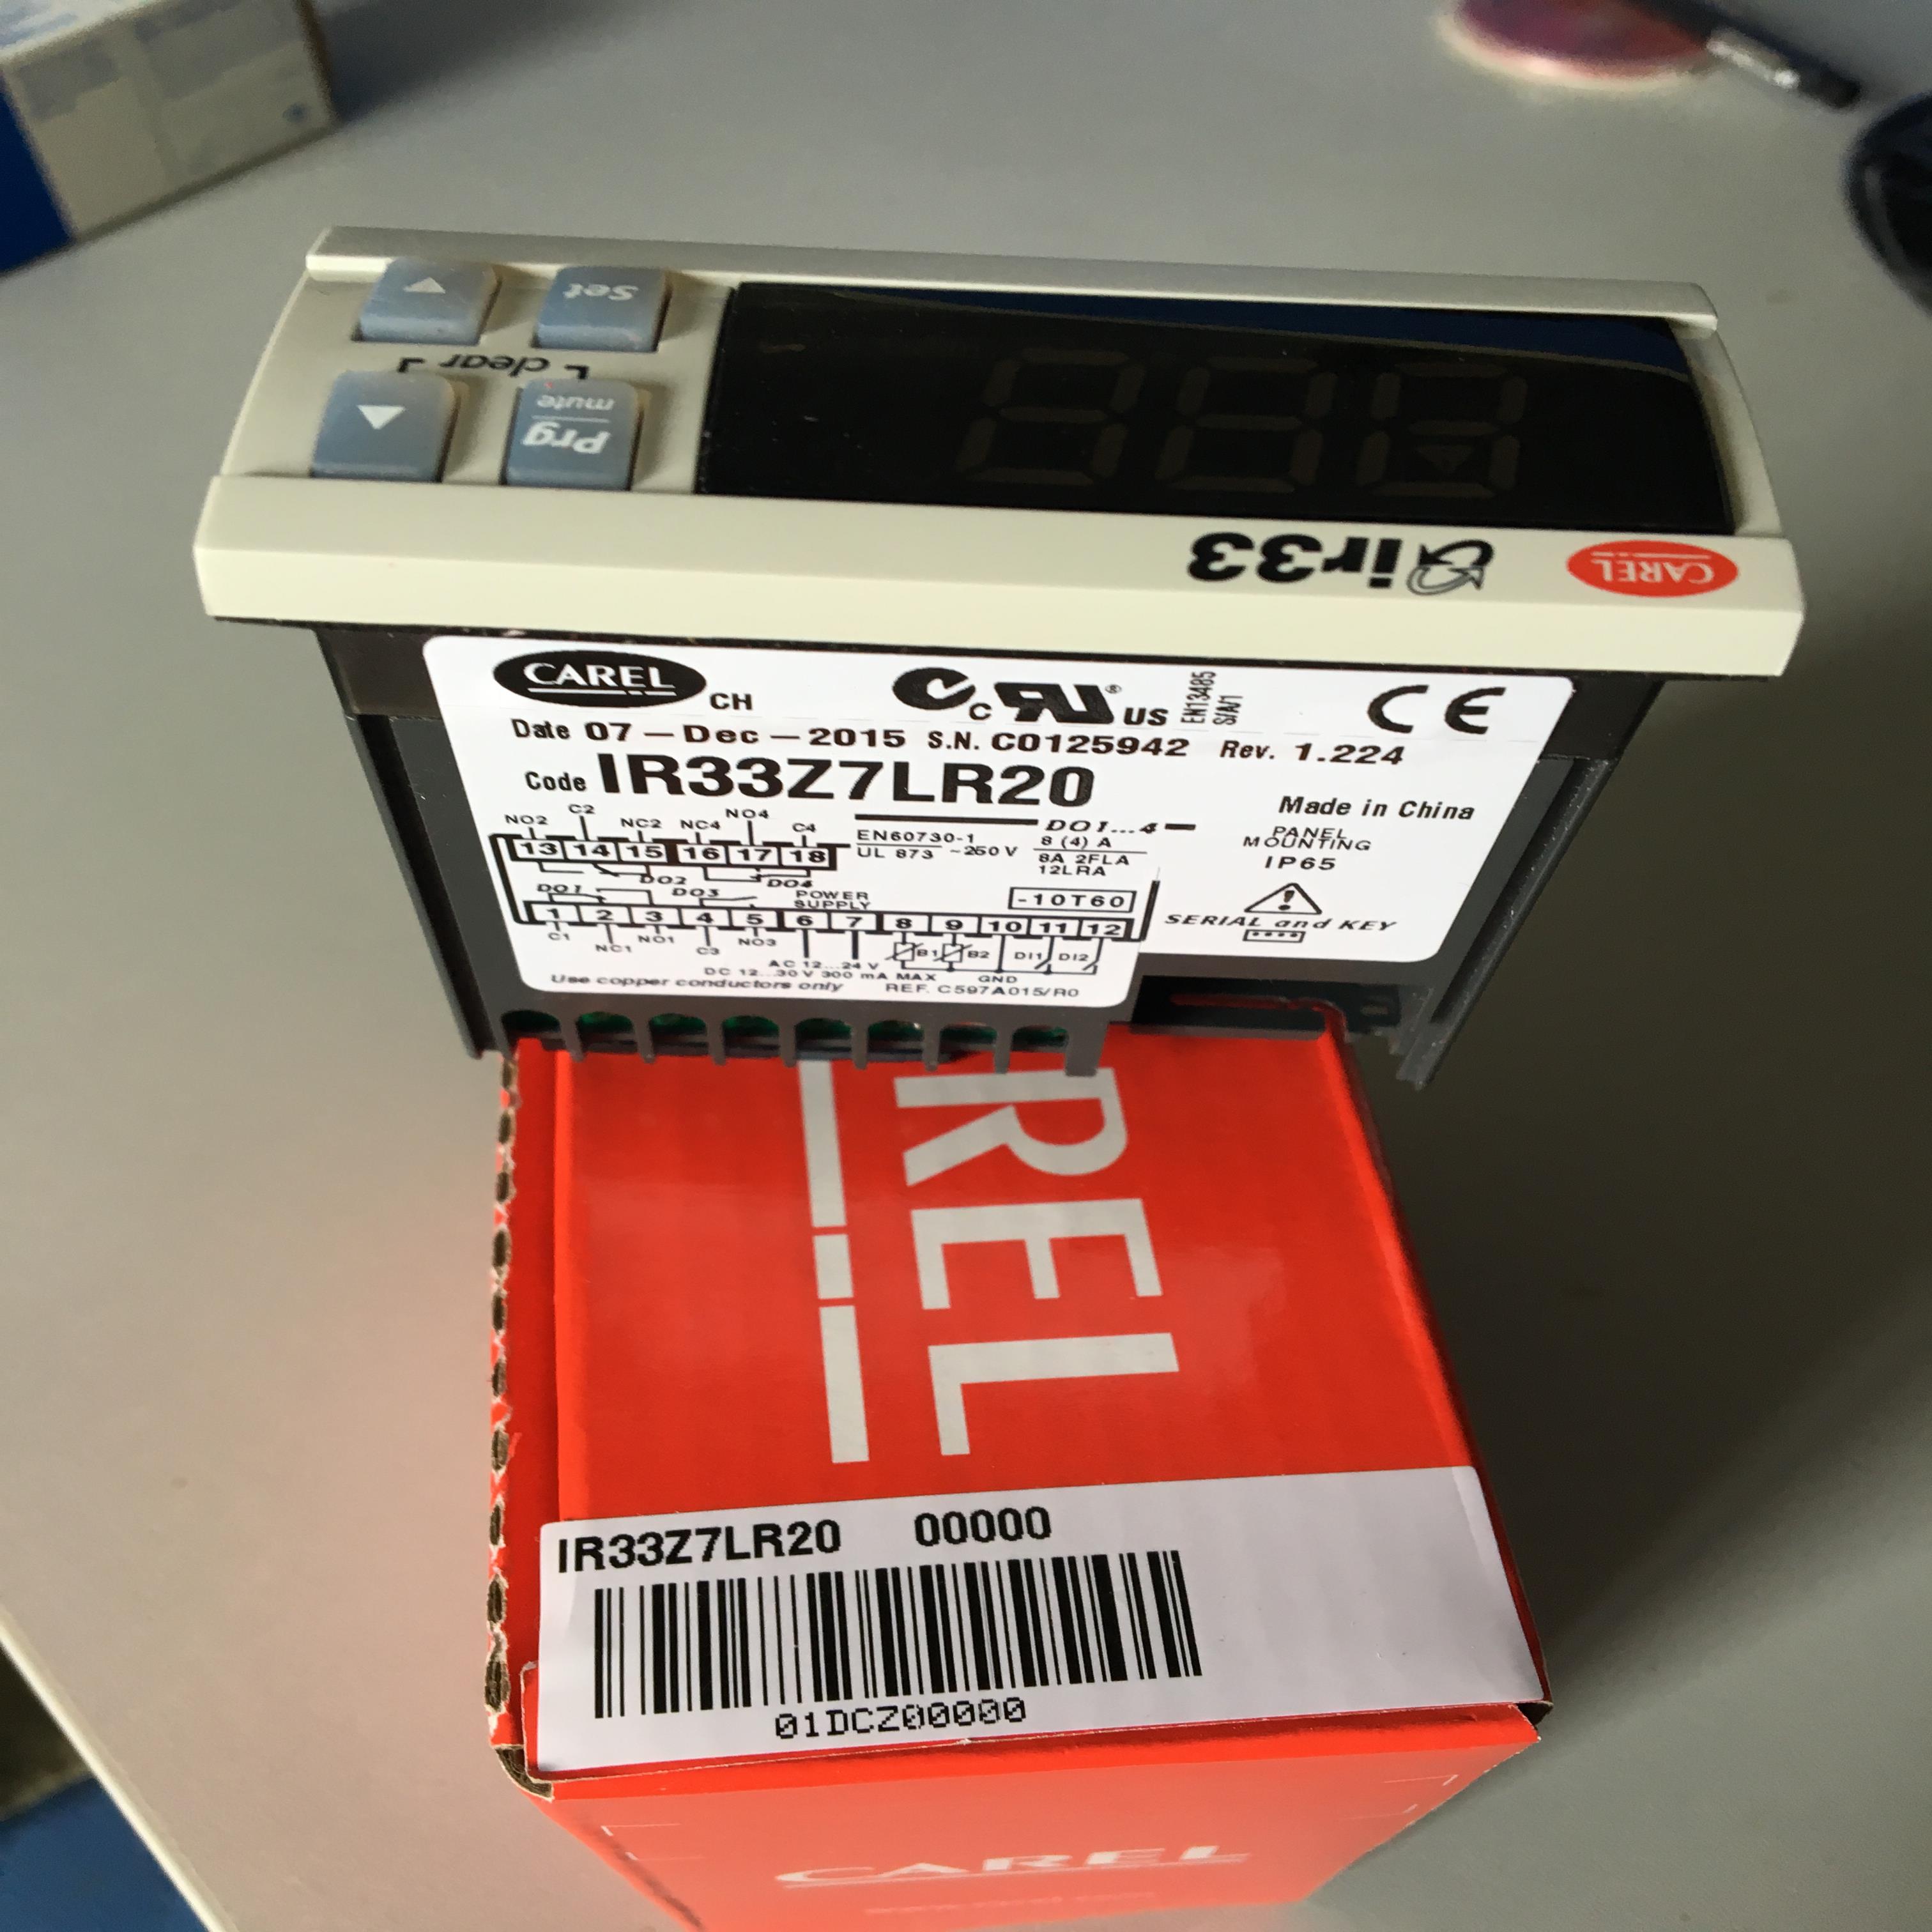 Set
L clear J
Prg
mute
ir33
CAREL
CAREL CH
C UR US
EN13485
S/A/1
CE
Date 07-Dec-2015 S.N. C0125942 Rev. 1.224
Code IR33Z7LR20
Made in China
NO2 C2 NC2 NC4 NO4 C4
13 14 15 16 17 18
DO2 DO4
EN60730-1
UL 873 ~250 V
DO1...4
8 (4) A
8A 2FLA
12LRA
PANEL
MOUNTING
IP65
DO1 DO3 POWER
SUPPLY
-10T60
1 2 3 4 5 6 7 8 9 10 11 12
SERIAL and KEY
C1 NC1 NO1 C3 NO3
B1 B2 DI1 DI2
AC 12...24 V
DC 12...30 V 300 mA MAX GND
Use copper conductors only REF. C597A015/R0
REL
IR33Z7LR20 00000
01DCZ00000
CAREL